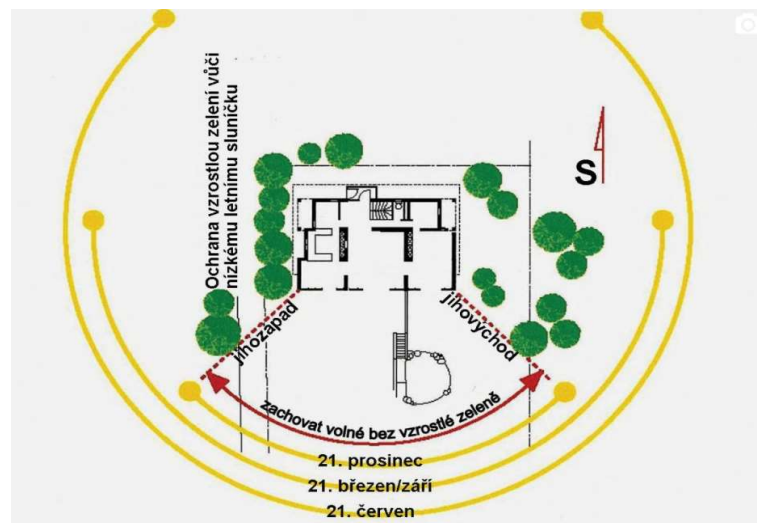 Ochrana vzrostlou zelení vůči
nízkému letnímu sluníčku
S
jihozápad
jihovýchod
zachovat volné bez vzrostlé zeleně
21. prosinec
21. březen/září
21. červen